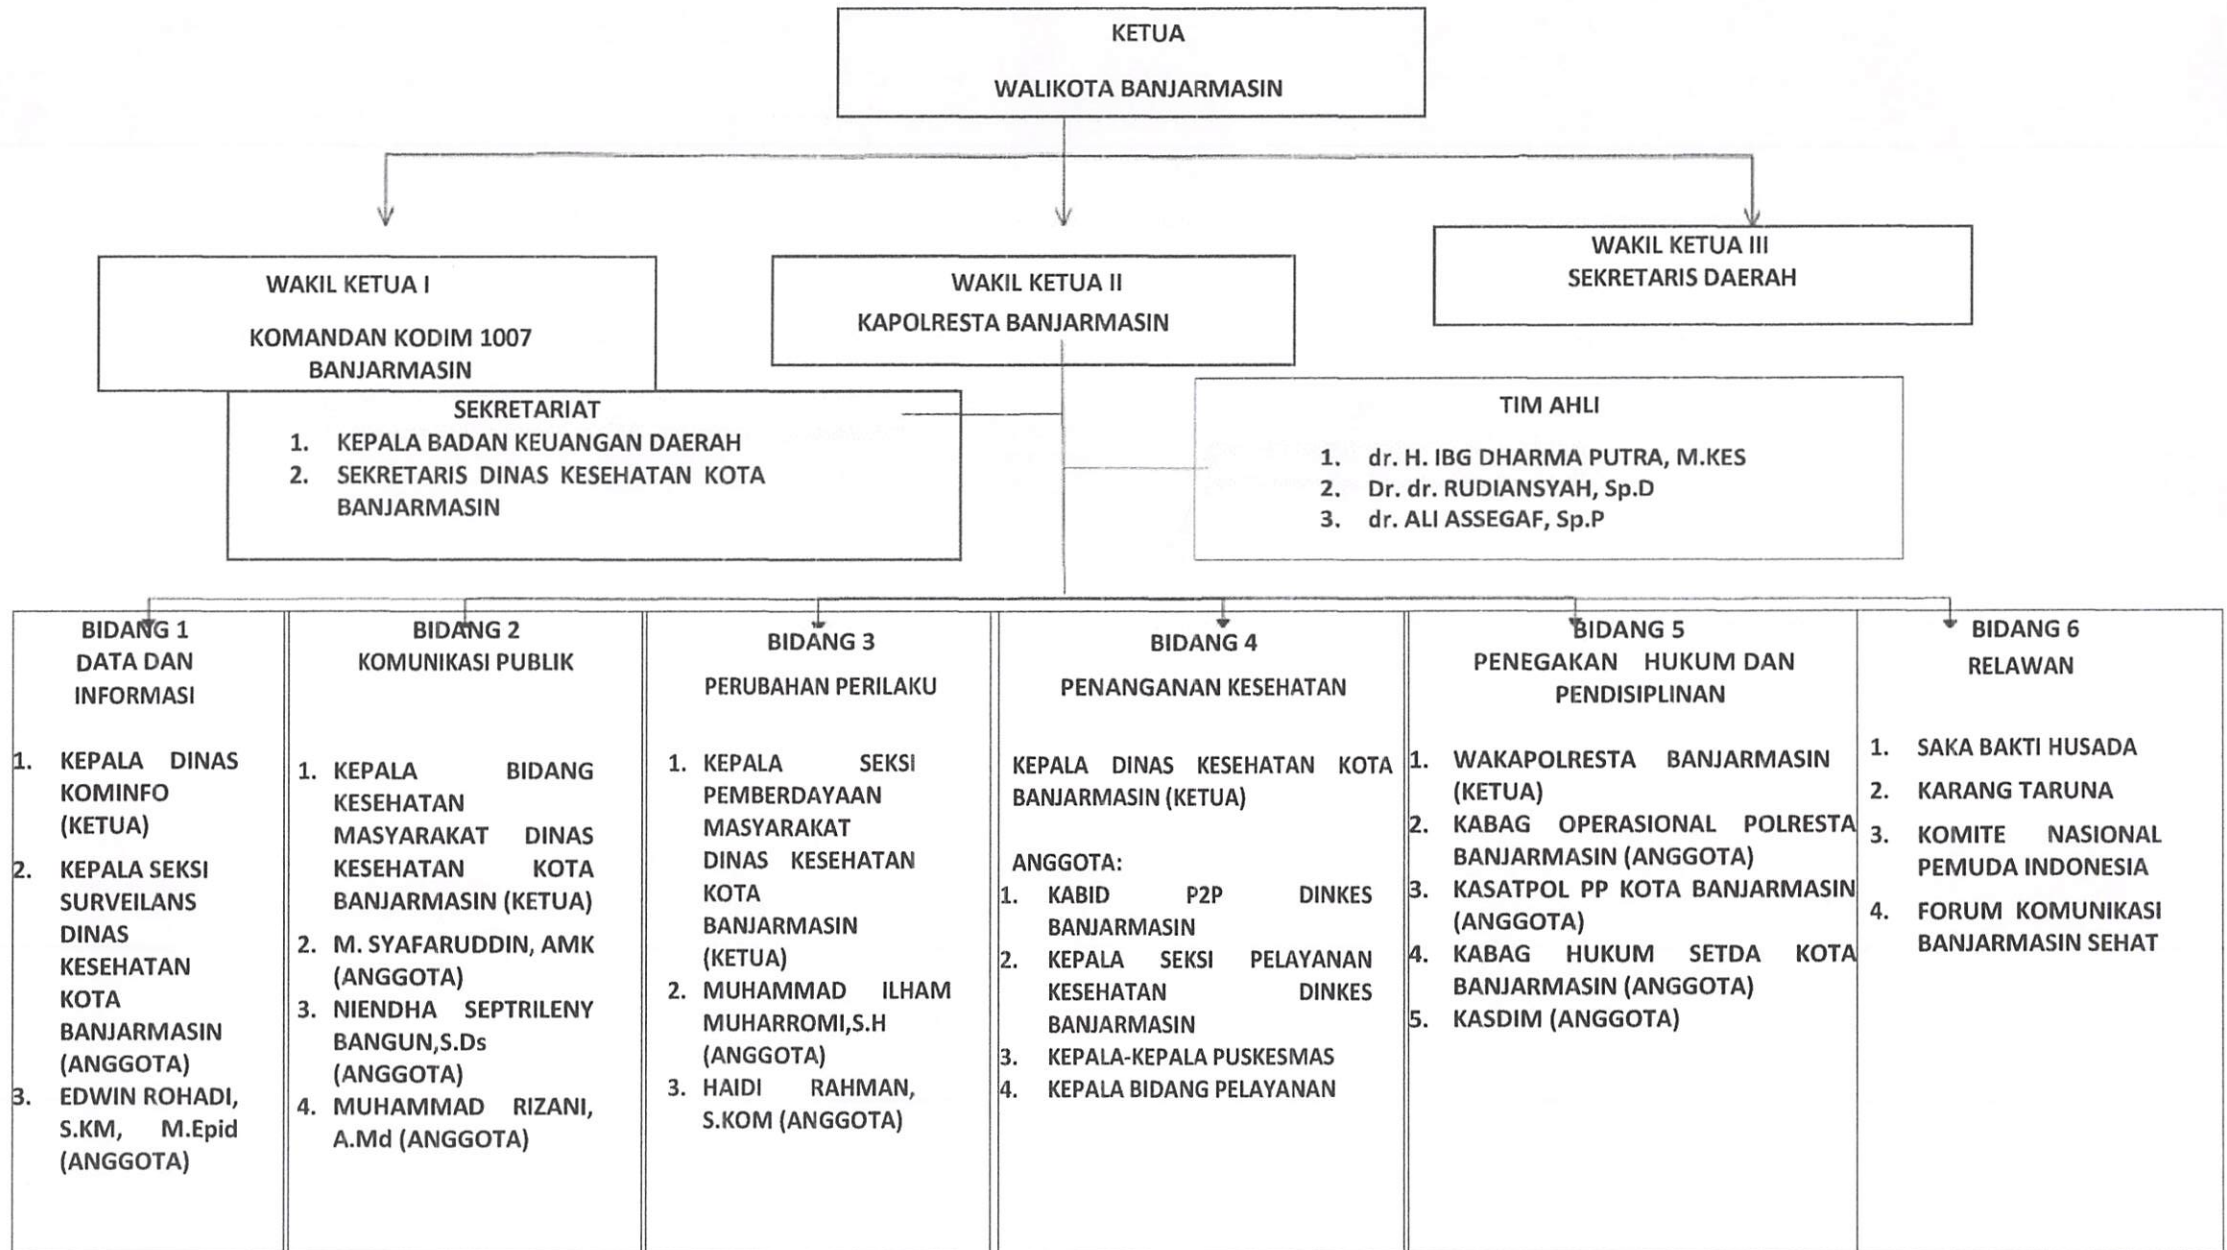 KETUA
WALIKOTA BANJARMASIN
WAKIL KETUA I
KOMANDAN KODIM 1007
BANJARMASIN
WAKIL KETUA II
KAPOLRESTA BANJARMASIN
WAKIL KETUA III
SEKRETARIS DAERAH
SEKRETARIAT
1. KEPALA BADAN KEUANGAN DAERAH
2. SEKRETARIS DINAS KESEHATAN KOTA
BANJARMASIN
TIM AHLI
1. dr. H. IBG DHARMA PUTRA, M.KES
2. Dr. dr. RUDIANSYAH, Sp.D
3. dr. ALI ASSEGAF, Sp.P
BIDANG 1
DATA DAN
INFORMASI
1. KEPALA DINAS
KOMINFO
(KETUA)
2. KEPALA SEKSI
SURVEILANS
DINAS
KESEHATAN
KOTA
BANJARMASIN
(ANGGOTA)
3. EDWIN ROHADI,
S.KM, M.Epid
(ANGGOTA)
BIDANG 2
KOMUNIKASI PUBLIK
1. KEPALA BIDANG
KESEHATAN
MASYARAKAT DINAS
KESEHATAN KOTA
BANJARMASIN (KETUA)
2. M. SYAFARUDDIN, AMK
(ANGGOTA)
3. NIENDHA SEPTRILENY
BANGUN,S.Ds
(ANGGOTA)
4. MUHAMMAD RIZANI,
A.Md (ANGGOTA)
BIDANG 3
PERUBAHAN PERILAKU
1. KEPALA SEKSI
PEMBERDAYAAN
MASYARAKAT
DINAS KESEHATAN
KOTA
BANJARMASIN
(KETUA)
2. MUHAMMAD ILHAM
MUHARROMI,S.H
(ANGGOTA)
3. HAIDI RAHMAN,
S.KOM (ANGGOTA)
BIDANG 4
PENANGANAN KESEHATAN
KEPALA DINAS KESEHATAN KOTA
BANJARMASIN (KETUA)
ANGGOTA:
1. KABID P2P DINKES
BANJARMASIN
2. KEPALA SEKSI PELAYANAN
KESEHATAN DINKES
BANJARMASIN
3. KEPALA-KEPALA PUSKESMAS
4. KEPALA BIDANG PELAYANAN
BIDANG 5
PENEGAKAN HUKUM DAN
PENDISIPLINAN
1. WAKAPOLRESTA BANJARMASIN
(KETUA)
2. KABAG OPERASIONAL POLRESTA
BANJARMASIN (ANGGOTA)
3. KASATPOL PP KOTA BANJARMASIN
(ANGGOTA)
4. KABAG HUKUM SETDA KOTA
BANJARMASIN (ANGGOTA)
5. KASDIM (ANGGOTA)
BIDANG 6
RELAWAN
1. SAKA BAKTI HUSADA
2. KARANG TARUNA
3. KOMITE NASIONAL
PEMUDA INDONESIA
4. FORUM KOMUNIKASI
BANJARMASIN SEHAT